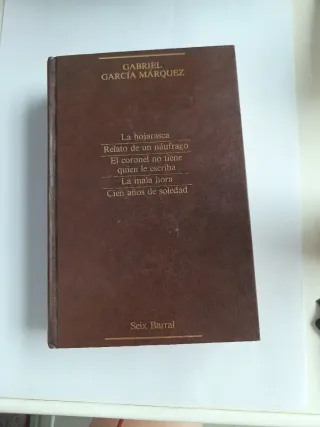 GABRIEL
GARCÍA MÁRQUEZ
La hojarasca
Relato de un náufrago
El coronel no tiene
quien le escriba
La mala hora
Cien años de soledad
Seix Barral